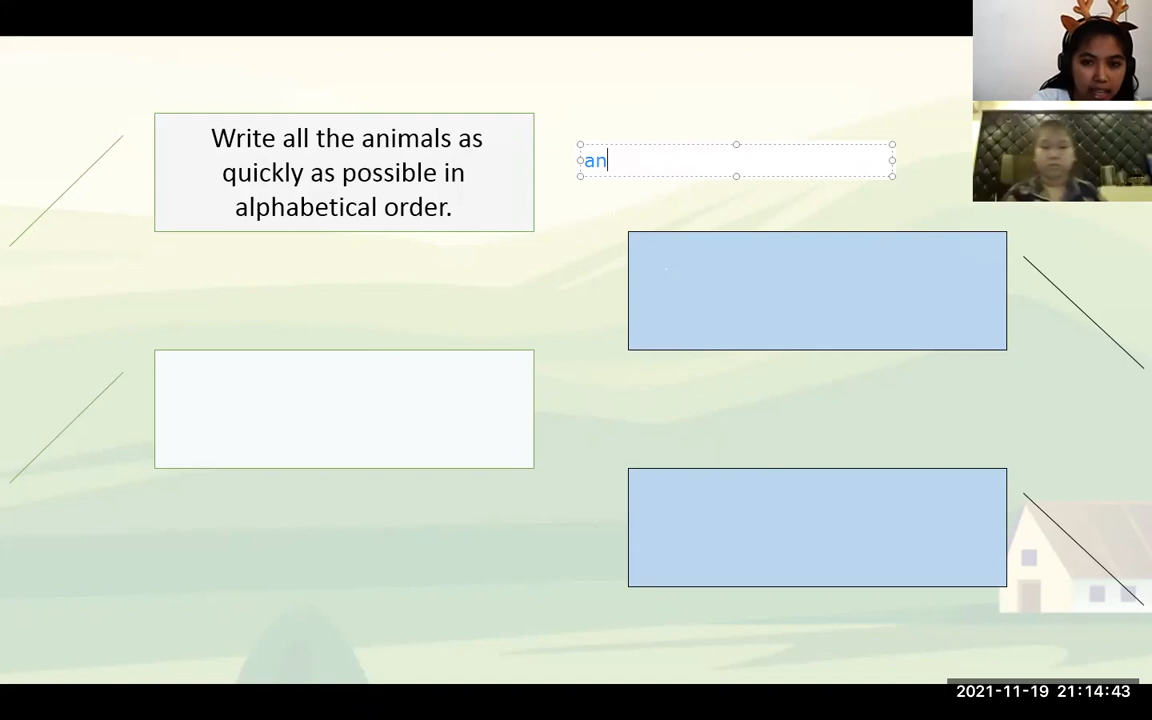 Write all the animals as
quickly as possible in
alphabetical order.
an
2021-11-19 21:14:43